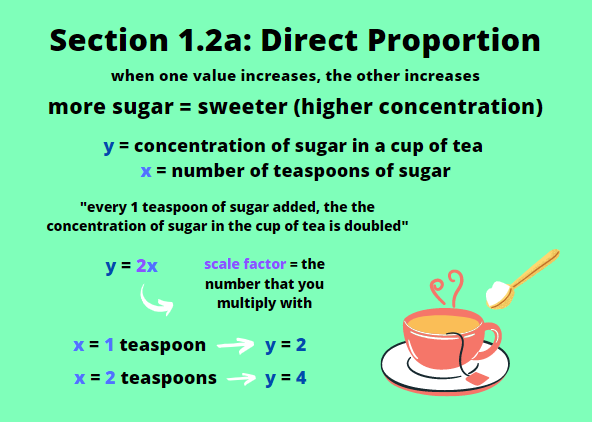 Section 1.2a: Direct Proportion
when one value increases, the other increases
more sugar = sweeter (higher concentration)
y = concentration of sugar in a cup of tea
x = number of teaspoons of sugar
"every 1 teaspoon of sugar added, the the
concentration of sugar in the cup of tea is doubled"
y = 2x
scale factor = the
number that you
multiply with
x = 1 teaspoon → y = 2
x = 2 teaspoons → y = 4